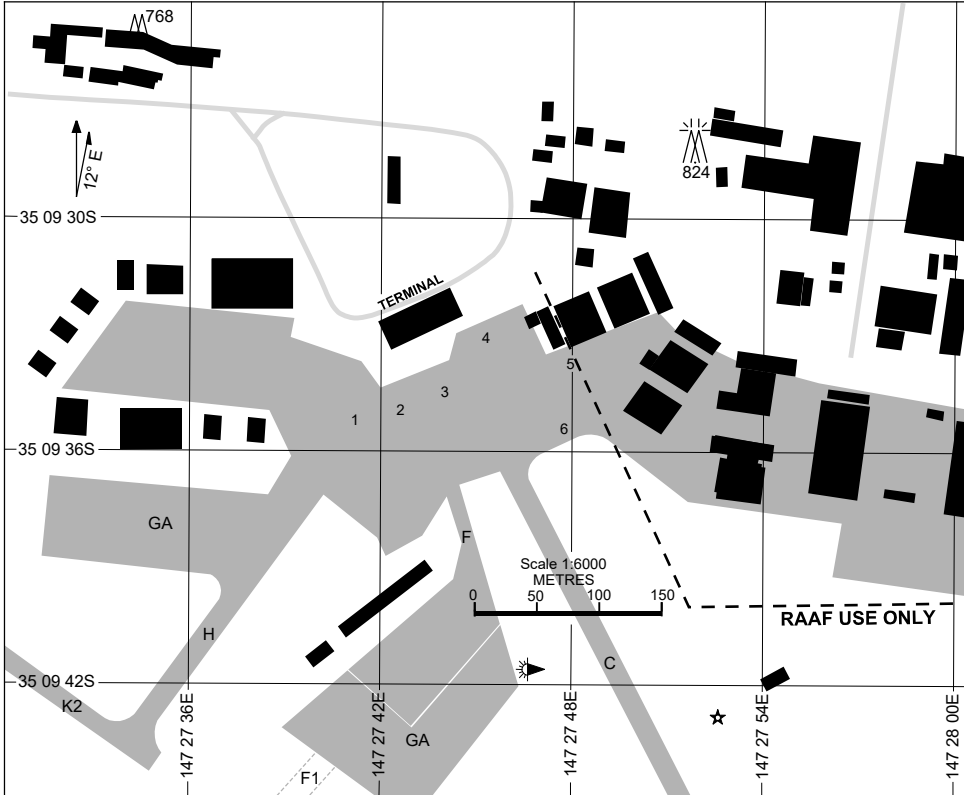 768
12° E
824
35 09 30S
TERMINAL
4
5
3
2
1
6
35 09 36S
GA
F
Scale 1:6000
METRES
0 50 100 150
RAAF USE ONLY
H
C
35 09 42S
K2
GA
F1
147 27 36E
147 27 42E
147 27 48E
147 27 54E
147 28 00E